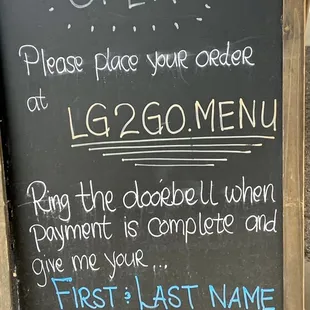 OPEN
Please place your order
at
LG2GO.MENU
Ring the doorbell when
payment is complete and
give me your...
FIRST & LAST NAME